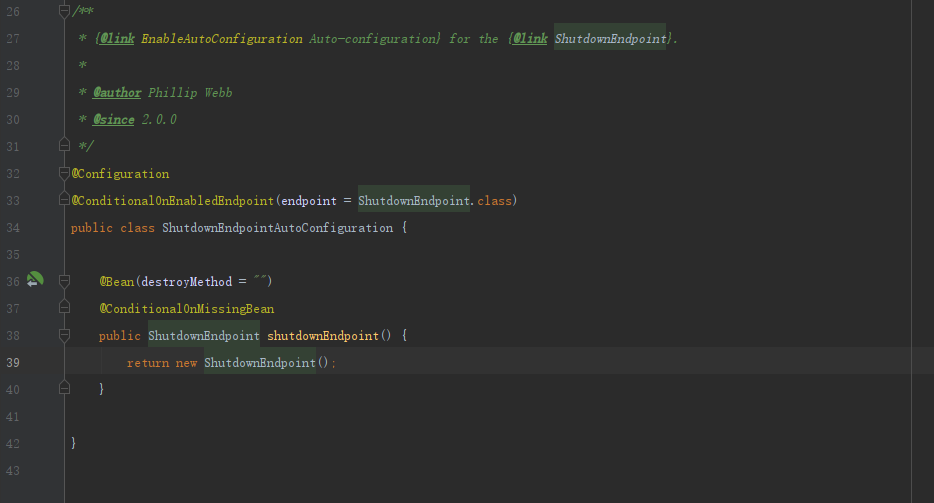 26 /**
27 * {@link EnableAutoConfiguration Auto-configuration} for the {@link ShutdownEndpoint}.
28 *
29 * @author Phillip Webb
30 * @since 2.0.0
31 */
32 @Configuration
33 @ConditionalOnEnabledEndpoint(endpoint = ShutdownEndpoint.class)
34 public class ShutdownEndpointAutoConfiguration {
35
36 @Bean(destroyMethod = "")
37 @ConditionalOnMissingBean
38 public ShutdownEndpoint shutdownEndpoint() {
39 return new ShutdownEndpoint();
40 }
41
42 }
43